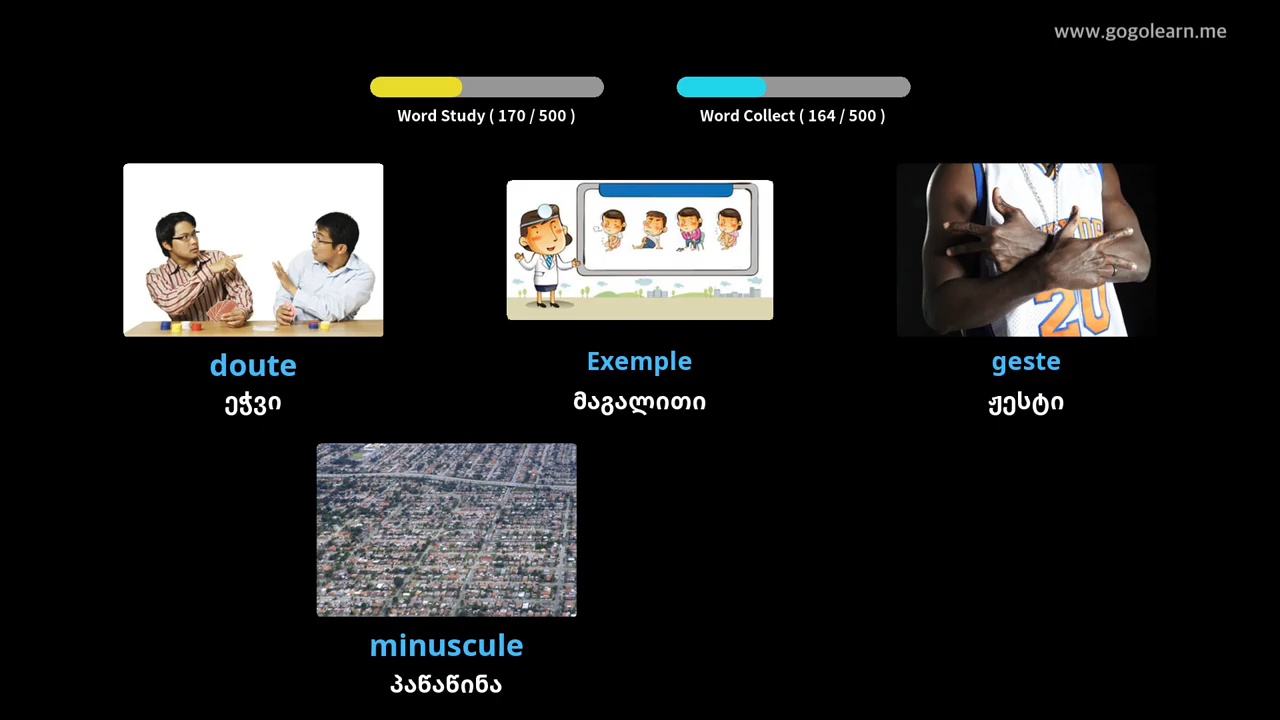 www.gogolearn.me
Word Study ( 170 / 500 )
Word Collect ( 164 / 500 )
20
doute
Exemple
geste
ეჭვი
მაგალითი
ჟესტი
minuscule
პაწაწინა